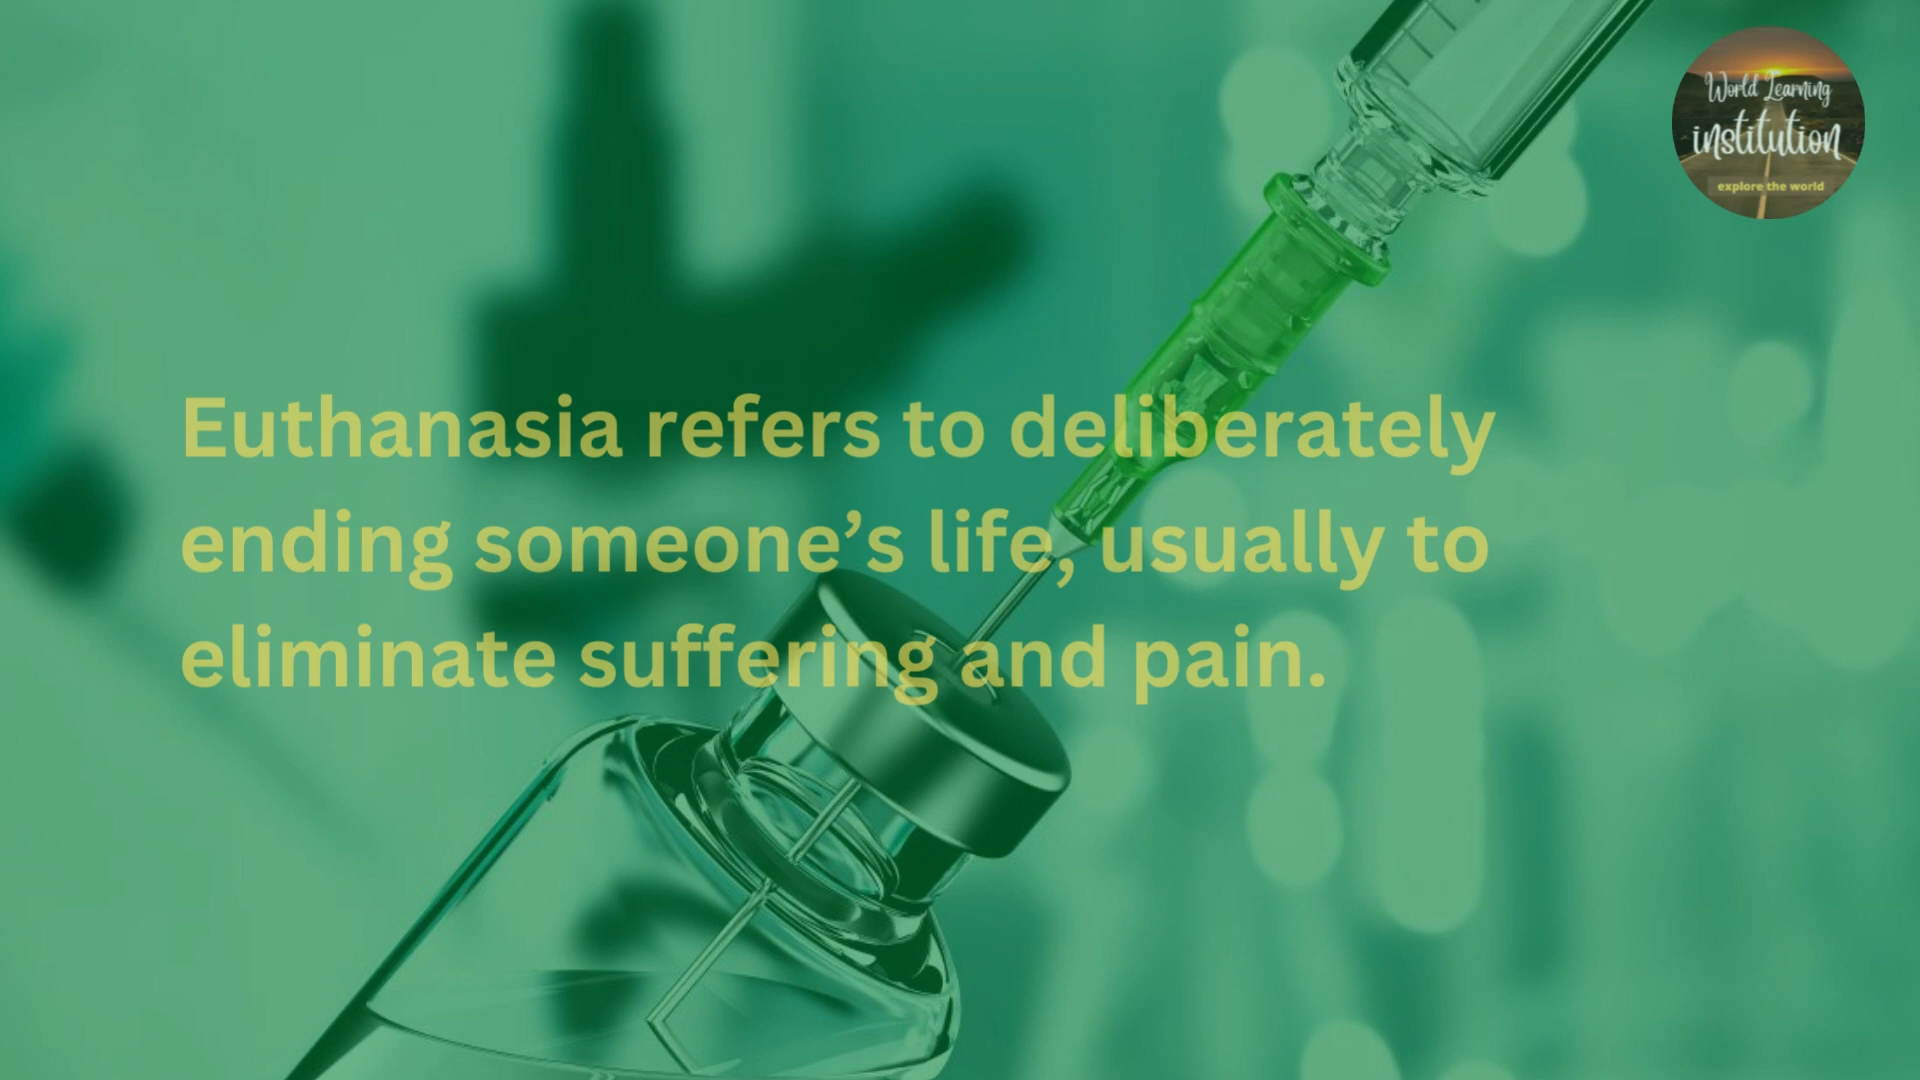 World Learning
institution
explore the world
Euthanasia refers to deliberately
ending someone’s life, usually to
eliminate suffering and pain.